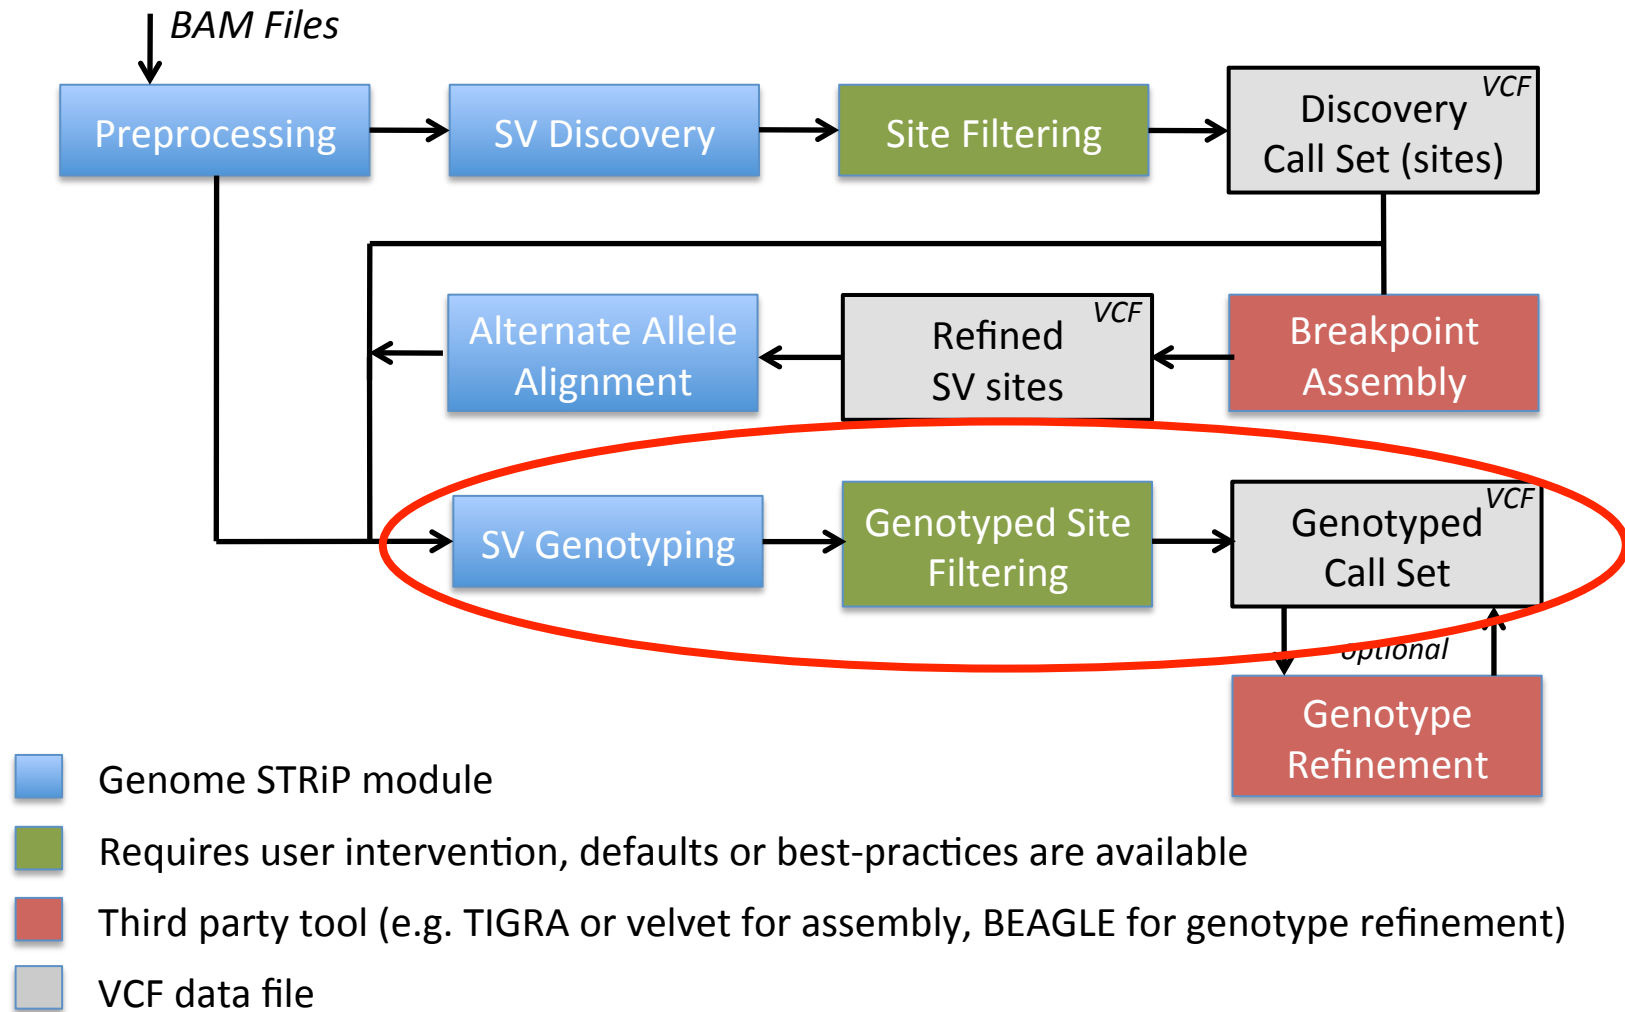 BAM Files
Preprocessing
SV Discovery
Site Filtering
VCF
Discovery
Call Set (sites)
Alternate Allele
Alignment
VCF
Refined
SV sites
Breakpoint
Assembly
SV Genotyping
Genotyped Site
Filtering
VCF
Genotyped
Call Set
optional
Genotype
Refinement
Genome STRiP module
Requires user intervention, defaults or best-practices are available
Third party tool (e.g. TIGRA or velvet for assembly, BEAGLE for genotype refinement)
VCF data file